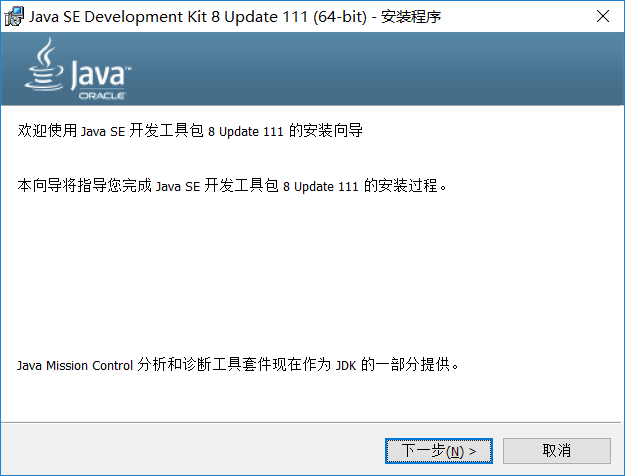 Java SE Development Kit 8 Update 111 (64-bit) - 安装程序
Java™
ORACLE
欢迎使用 Java SE 开发工具包 8 Update 111 的安装向导
本向导将指导您完成 Java SE 开发工具包 8 Update 111 的安装过程。
Java Mission Control 分析和诊断工具套件现在作为 JDK 的一部分提供。
下一步(N) >
取消